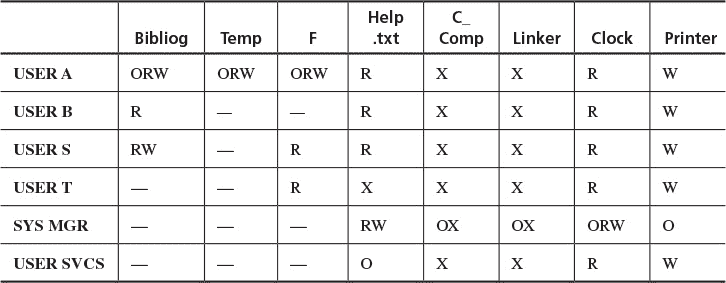 Bibliog Temp F Help .txt C_ Comp Linker Clock Printer
USER A ORW ORW ORW R X X R W
USER B R — — R X X R W
USER S RW — R R X X R W
USER T — — R X X X R W
SYS MGR — — — RW OX OX ORW O
USER SVCS — — — O X X R W